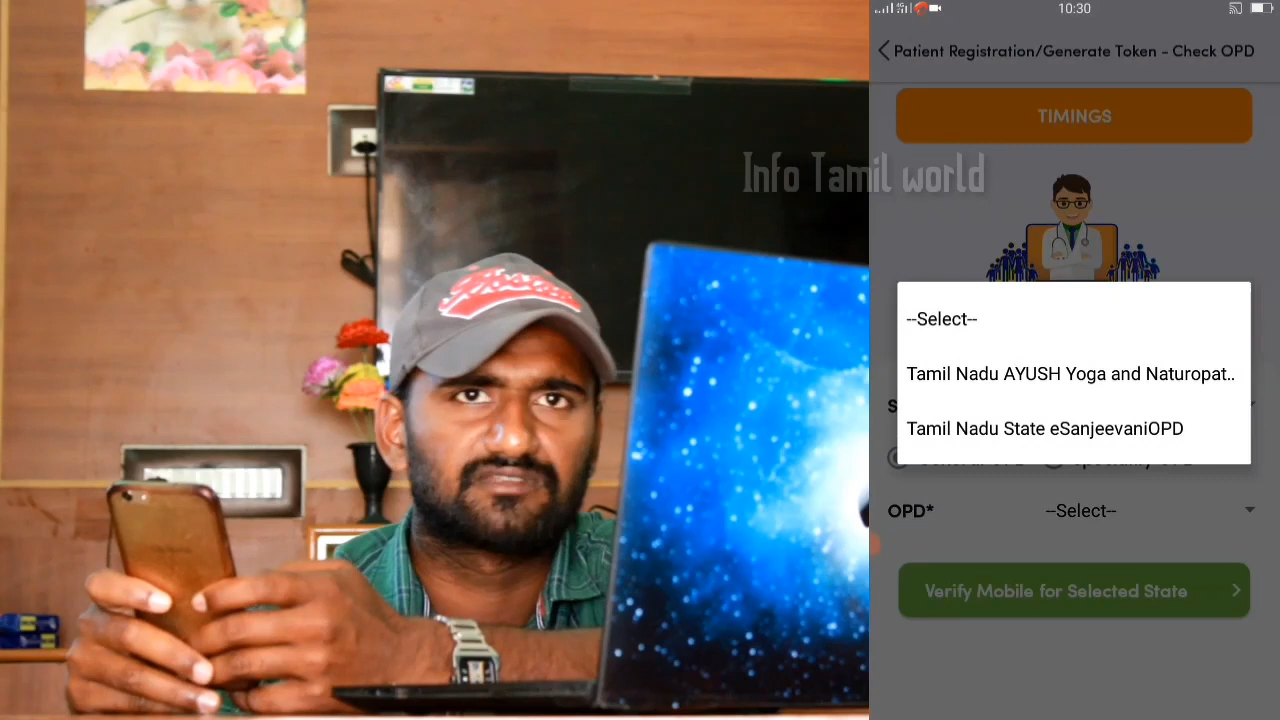 10:30
Patient Registration/Generate Token - Check OPD
TIMINGS
Info Tamil world
--Select--
Tamil Nadu AYUSH Yoga and Naturopat..
Tamil Nadu State eSanjeevaniOPD
OPD*
--Select--
Verify Mobile for Selected State